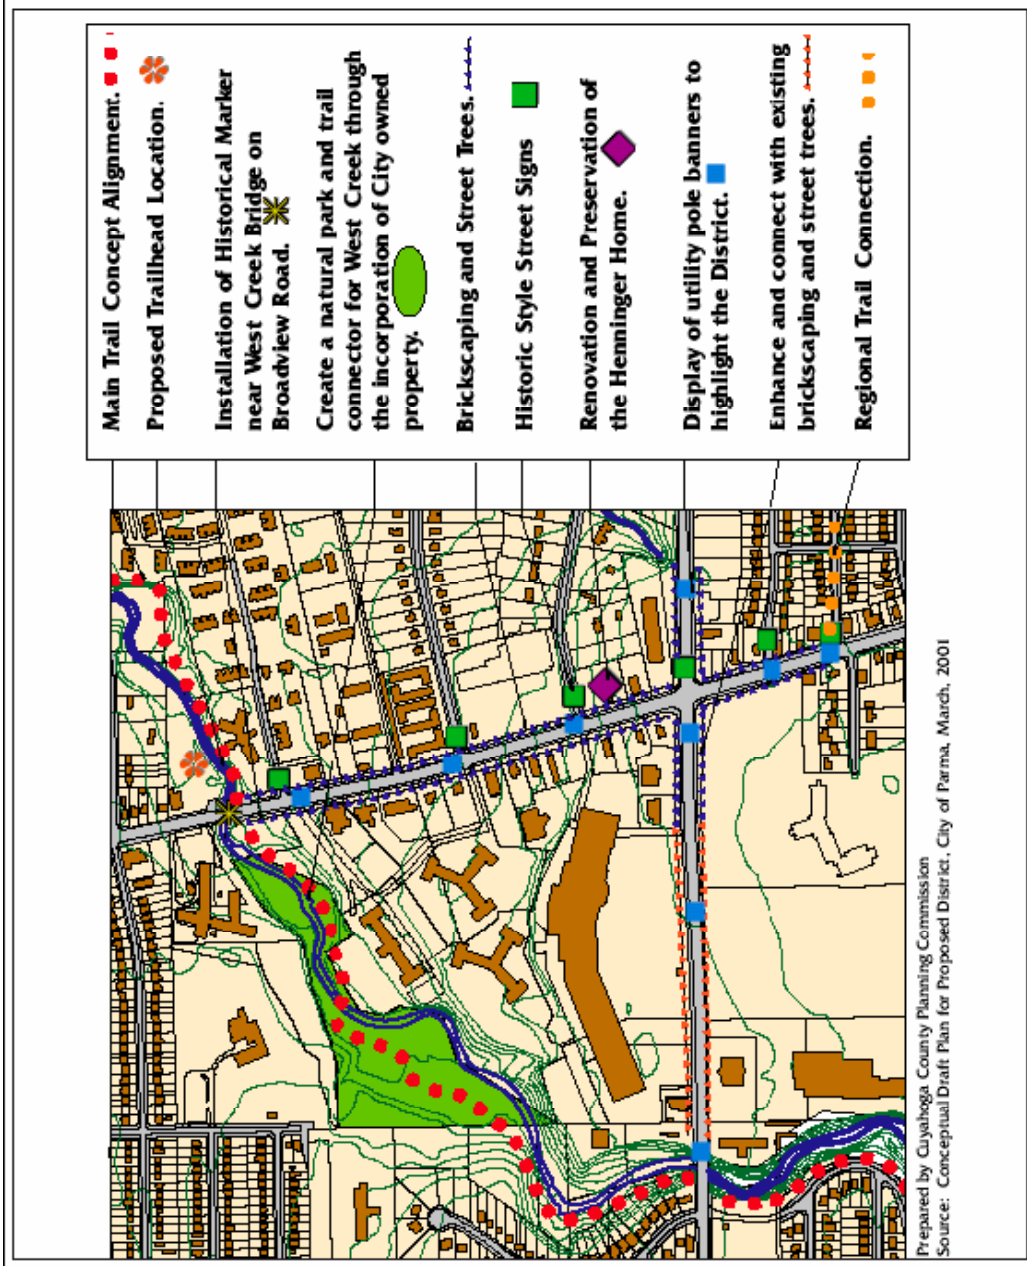 Main Trail Concept Alignment.
Proposed Trailhead Location.
Installation of Historical Marker
near West Creek Bridge on
Broadview Road.
Create a natural park and trail
connector for West Creek through
the incorporation of City owned
property.
Brickscaping and Street Trees.
Historic Style Street Signs
Renovation and Preservation of
the Henninger Home.
Display of utility pole banners to
highlight the District.
Enhance and connect with existing
brickscaping and street trees.
Regional Trail Connection.
Prepared by Cuyahoga County Planning Commission
Source: Conceptual Draft Plan for Proposed District, City of Parma, March, 2001